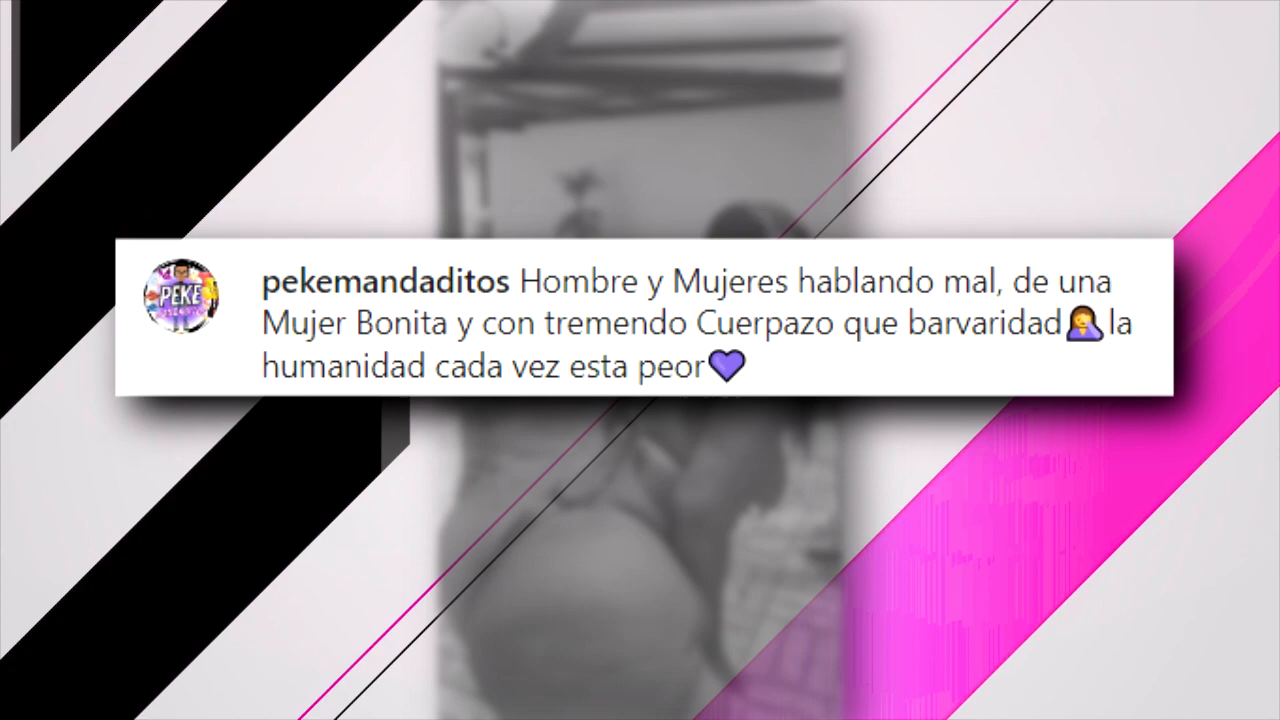 PEKE
pekemandaditos Hombre y Mujeres hablando mal, de una
Mujer Bonita y con tremendo Cuerpazo que barvaridad🤦‍♀️la
humanidad cada vez esta peor💜